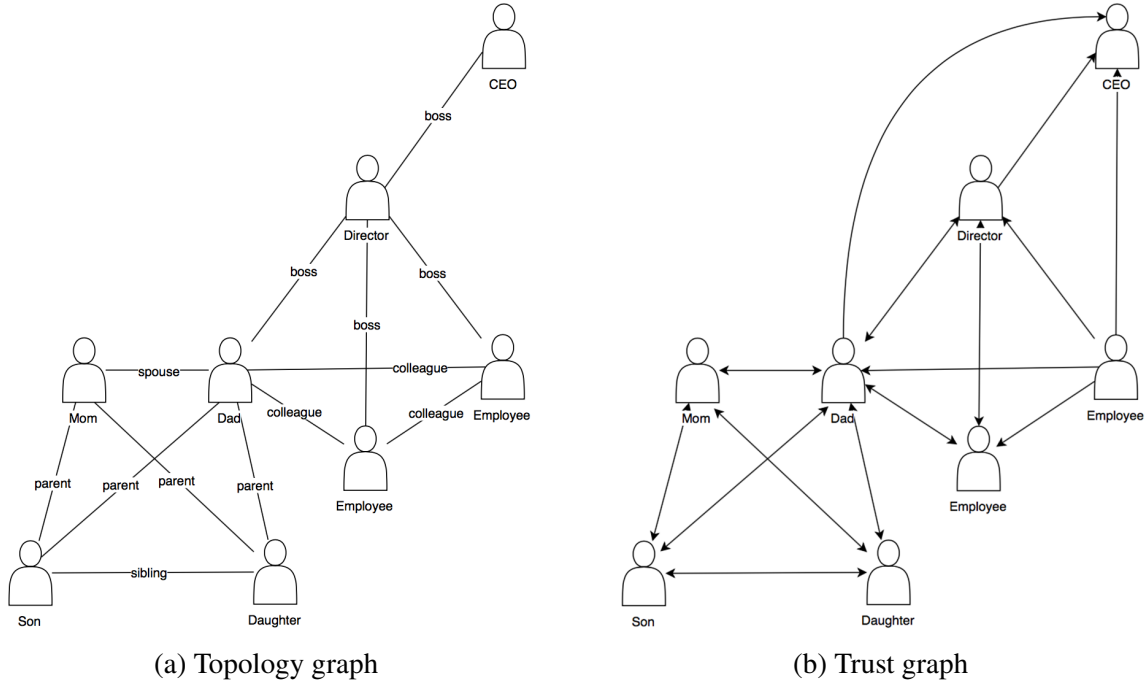 CEO
boss
Director
boss
boss
boss
spouse
colleague
Mom
Dad
colleague
colleague
Employee
Employee
parent
parent
parent
parent
sibling
Son
Daughter
(a) Topology graph
CEO
Director
Mom
Dad
Employee
Employee
Son
Daughter
(b) Trust graph